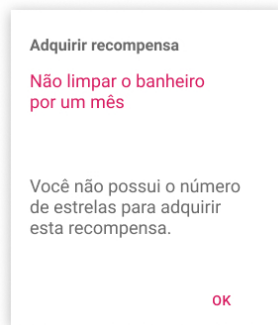 Adquirir recompensa
Não limpar o banheiro
por um mês
Você não possui o número
de estrelas para adquirir
esta recompensa.
OK